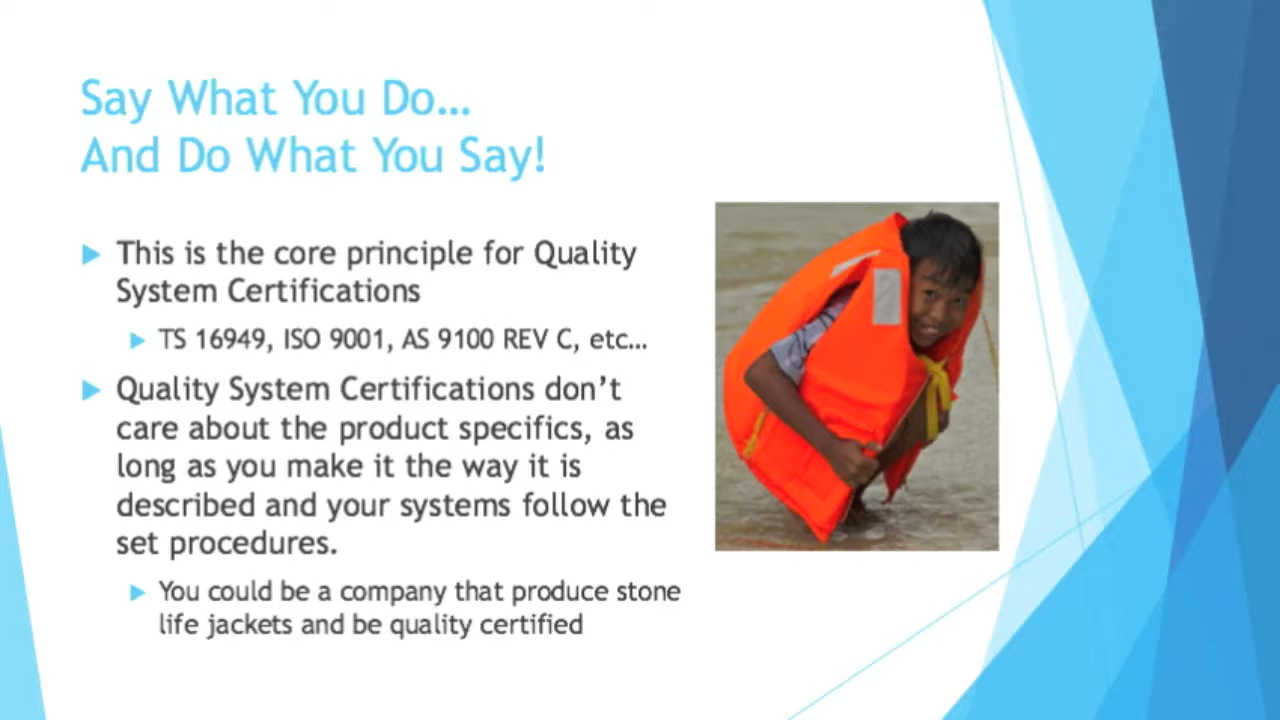 Say What You Do...
And Do What You Say!
This is the core principle for Quality
System Certifications
TS 16949, ISO 9001, AS 9100 REV C, etc...
Quality System Certifications don’t
care about the product specifics, as
long as you make it the way it is
described and your systems follow the
set procedures.
You could be a company that produce stone
life jackets and be quality certified